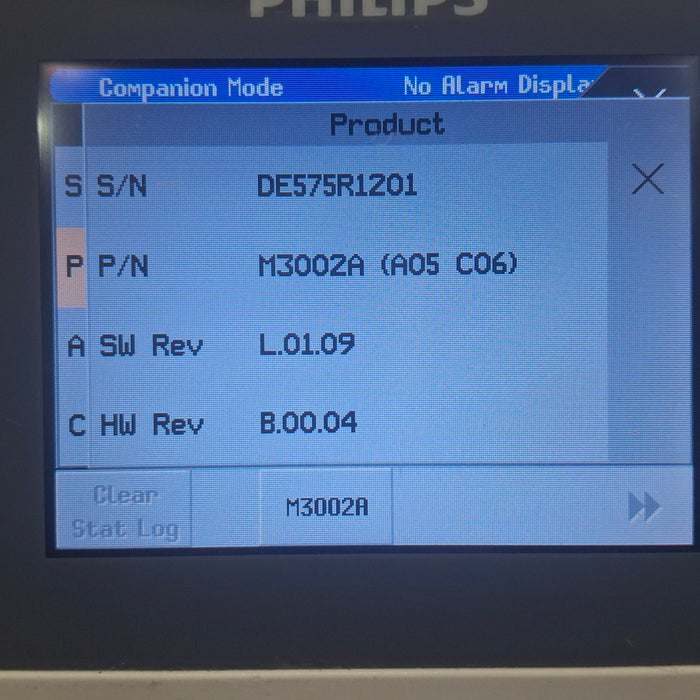 PHILIPS
Companion Mode No Alarm Displa
Product
S S/N DE575R1201
P P/N M3002A (A05 C06)
A SW Rev L.01.09
C HW Rev B.00.04
Clear
Stat Log
M3002A